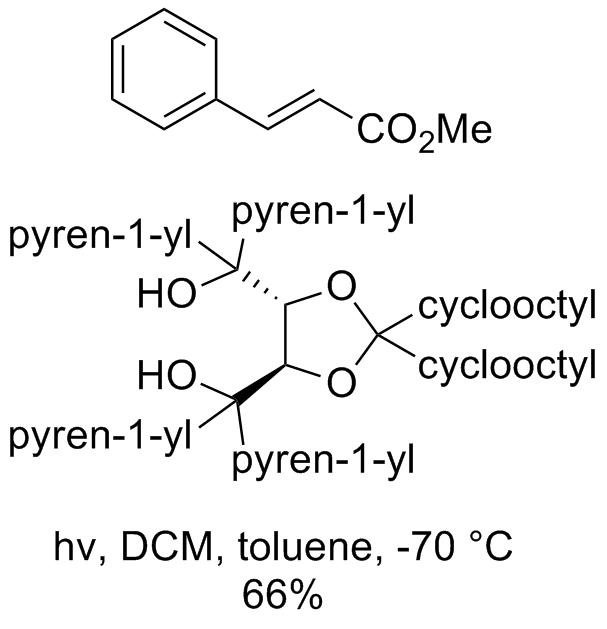 CO2Me
pyren-1-yl
pyren-1-yl
HO
O
cyclooctyl
HO
O
cyclooctyl
pyren-1-yl
pyren-1-yl
hv, DCM, toluene, -70 °C
66%